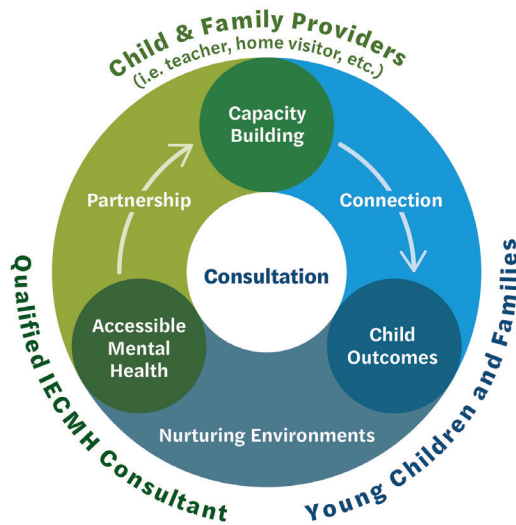 Child & Family Providers
(i.e. teacher, home visitor, etc.)
Capacity
Building
Partnership
Connection
Consultation
Accessible
Mental
Health
Child
Outcomes
Nurturing Environments
Qualified IECMH Consultant
Young Children and Families